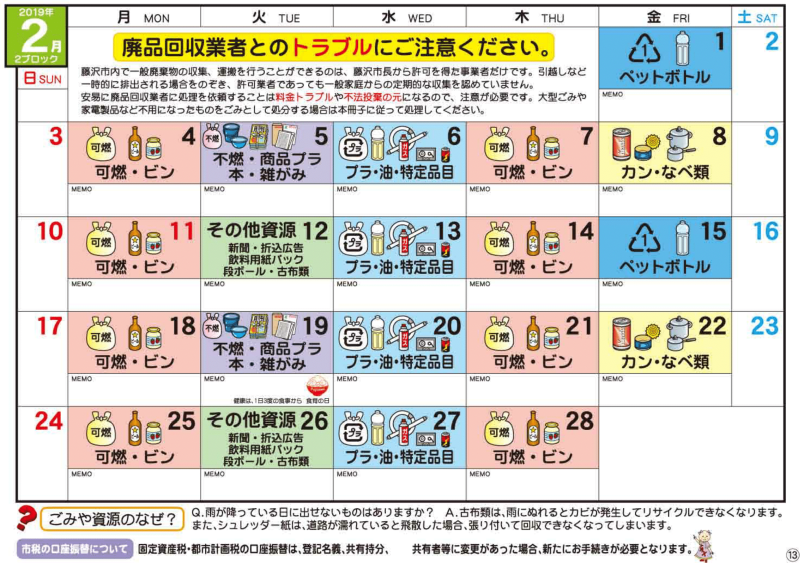 2019年
2月
2ブロック
月 MON
火 TUE
水 WED
木 THU
金 FRI
土 SAT
日 SUN
廃品回収業者とのトラブルにご注意ください。
藤沢市内で一般廃棄物の収集、運搬を行うことができるのは、藤沢市長から許可を得た事業者だけです。引越しなど
一時的に排出される場合をのぞき、許可業者であっても一般家庭からの定期的な収集を認めていません。
安易に廃品回収業者に処理を依頼することは料金トラブルや不法投棄の元になるので、注意が必要です。大型ごみや
家電製品など不用になったものをごみとして処分する場合は本冊子に従って処理してください。
1
1
ペットボトル
MEMO
2
3
可燃
4
可燃・ビン
MEMO
不燃
5
不燃・商品プラ
本・雑がみ
MEMO
プラ
6
プラ・油・特定品目
MEMO
可燃
7
可燃・ビン
MEMO
8
カン・なべ類
MEMO
9
10
可燃
11
可燃・ビン
MEMO
その他資源 12
新聞・折込広告
飲料用紙パック
段ボール・古布類
MEMO
プラ
13
プラ・油・特定品目
MEMO
可燃
14
可燃・ビン
MEMO
1
15
ペットボトル
MEMO
16
17
可燃
18
可燃・ビン
MEMO
不燃
19
不燃・商品プラ
本・雑がみ
MEMO
健康は、1日3度の食事から 食育の日
プラ
20
プラ・油・特定品目
MEMO
可燃
21
可燃・ビン
MEMO
22
カン・なべ類
MEMO
23
24
可燃
25
可燃・ビン
MEMO
その他資源 26
新聞・折込広告
飲料用紙パック
段ボール・古布類
MEMO
プラ
27
プラ・油・特定品目
MEMO
可燃
28
可燃・ビン
MEMO
ごみや資源のなぜ?
Q.雨が降っている日に出せないものはありますか? A.古布類は、雨にぬれるとカビが発生してリサイクルできなくなります。
また、シュレッダー紙は、道路が濡れていると飛散した場合、張り付いて回収できなくなってしまいます。
市税の口座振替について 固定資産税・都市計画税の口座振替は、登記名義、共有持分、 共有者等に変更があった場合、新たにお手続きが必要となります。
⑬